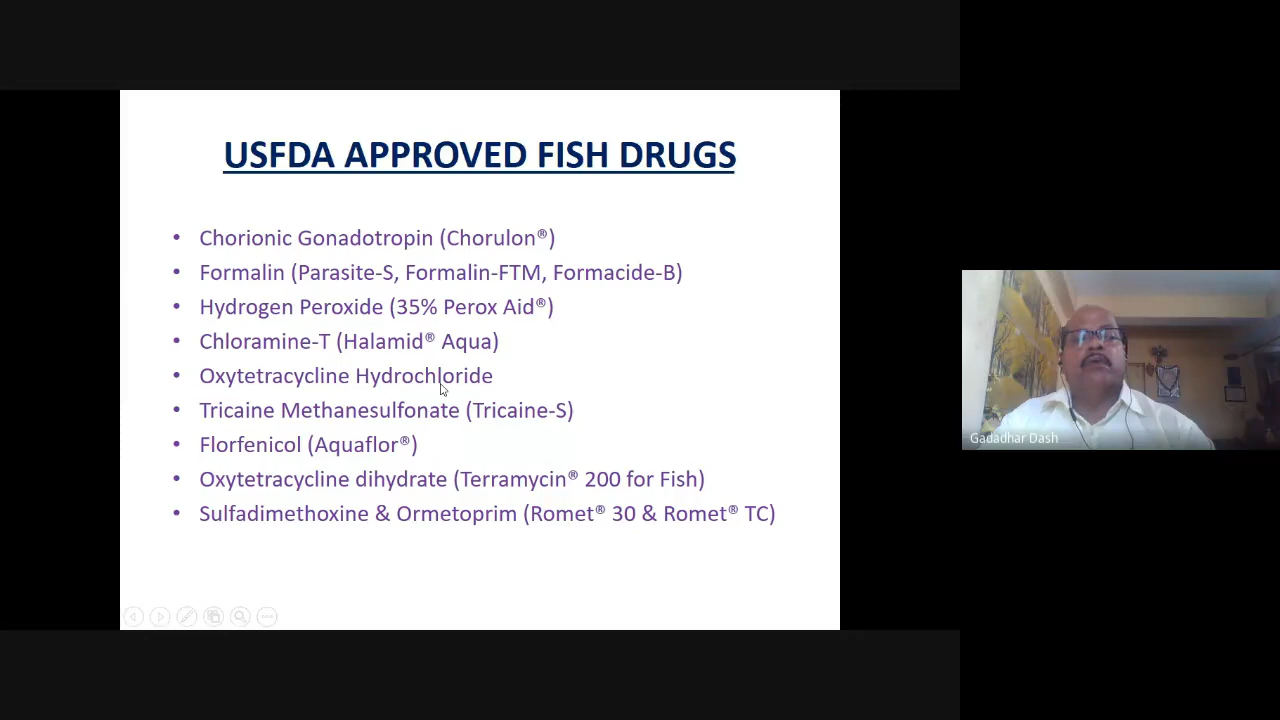 USFDA APPROVED FISH DRUGS
• Chorionic Gonadotropin (Chorulon®)
• Formalin (Parasite-S, Formalin-FTM, Formacide-B)
• Hydrogen Peroxide (35% Perox Aid®)
• Chloramine-T (Halamid® Aqua)
• Oxytetracycline Hydrochloride
• Tricaine Methanesulfonate (Tricaine-S)
• Florfenicol (Aquaflor®)
• Oxytetracycline dihydrate (Terramycin® 200 for Fish)
• Sulfadimethoxine & Ormetoprim (Romet® 30 & Romet® TC)
Gadadhar Dash